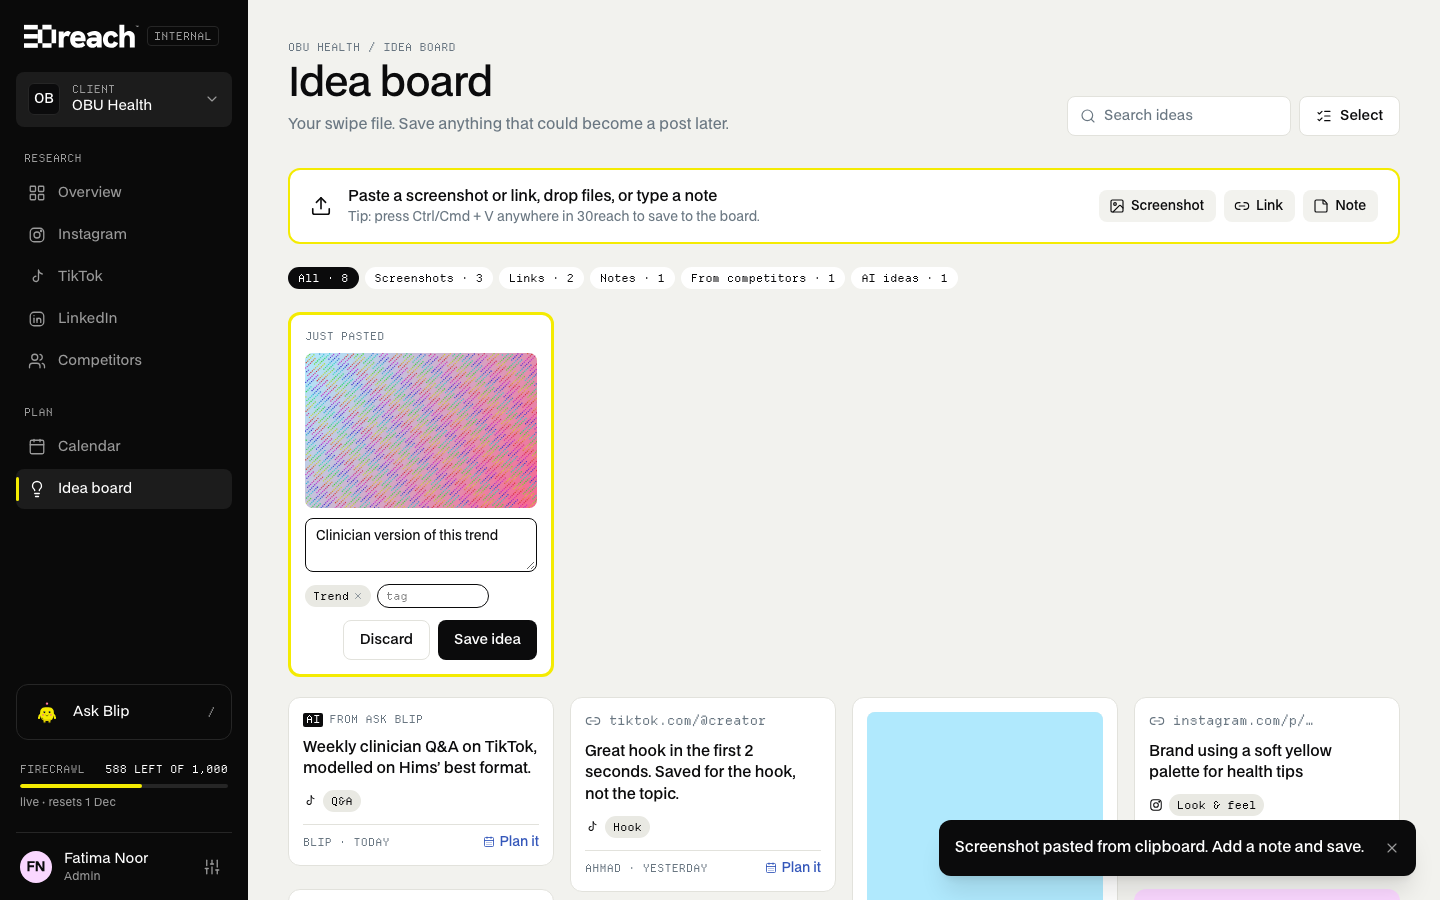 30reach INTERNAL
CLIENT
OB OBU Health
RESEARCH
Overview
Instagram
TikTok
LinkedIn
Competitors
PLAN
Calendar
Idea board
Ask Blip /
FIRECRAWL 588 LEFT OF 1,000
live · resets 1 Dec
FN Fatima Noor
Admin
OBU HEALTH / IDEA BOARD
Idea board
Your swipe file. Save anything that could become a post later.
Search ideas
Select
Paste a screenshot or link, drop files, or type a note
Tip: press Ctrl/Cmd + V anywhere in 30reach to save to the board.
Screenshot Link Note
All · 8 Screenshots · 3 Links · 2 Notes · 1 From competitors · 1 AI ideas · 1
JUST PASTED
Clinician version of this trend
Trend × tag
Discard Save idea
AI FROM ASK BLIP
Weekly clinician Q&A on TikTok,
modelled on Hims’ best format.
Q&A
BLIP · TODAY Plan it
tiktok.com/@creator
Great hook in the first 2
seconds. Saved for the hook,
not the topic.
Hook
AHMAD · YESTERDAY Plan it
instagram.com/p/…
Brand using a soft yellow
palette for health tips
Look & feel
Screenshot pasted from clipboard. Add a note and save.